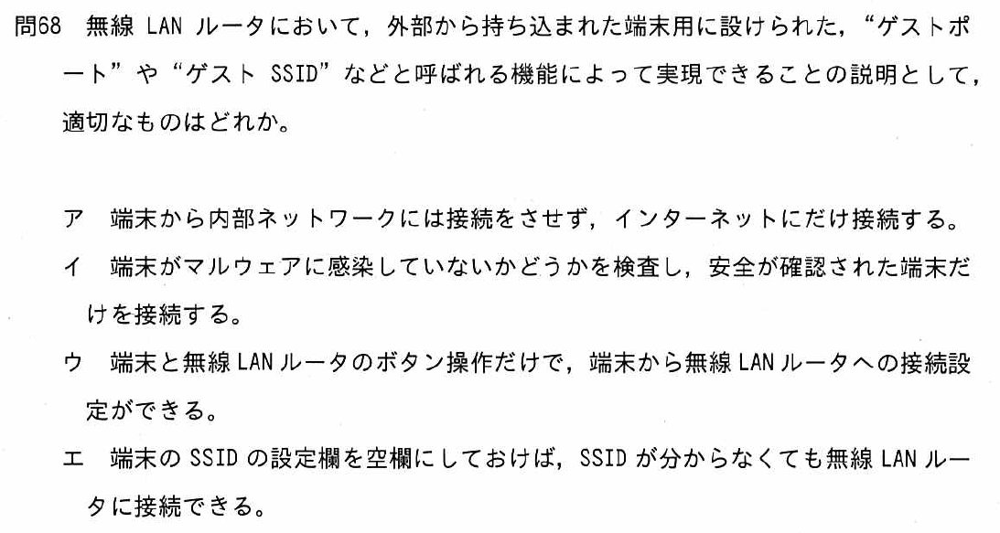 問68 無線 LAN ルータにおいて，外部から持ち込まれた端末用に設けられた，“ゲストポ
ート”や“ゲスト SSID”などと呼ばれる機能によって実現できることの説明として，
適切なものはどれか。
ア 端末から内部ネットワークには接続をさせず，インターネットにだけ接続する。
イ 端末がマルウェアに感染していないかどうかを検査し，安全が確認された端末だ
けを接続する。
ウ 端末と無線 LAN ルータのボタン操作だけで，端末から無線 LAN ルータへの接続設
定ができる。
エ 端末の SSID の設定欄を空欄にしておけば，SSID が分からなくても無線 LAN ルー
タに接続できる。